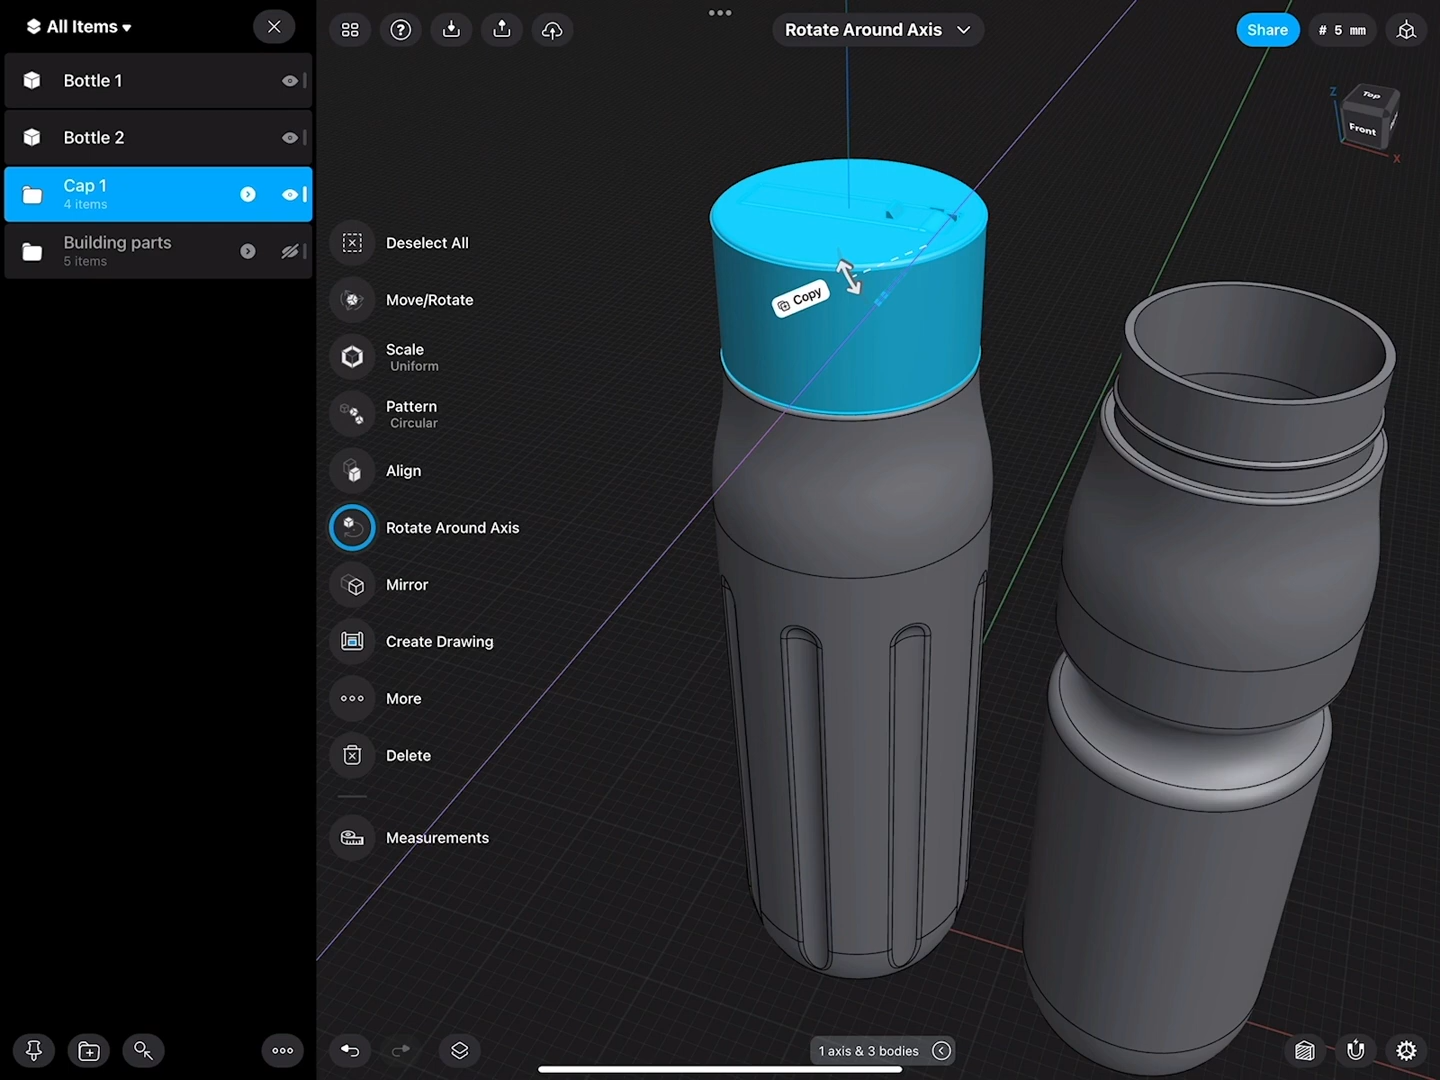 All Items
Bottle 1
Bottle 2
Cap 1
4 items
Building parts
5 items
Rotate Around Axis
Share
# 5 mm
Z
Top
Front
X
Deselect All
Move/Rotate
Scale
Uniform
Pattern
Circular
Align
Rotate Around Axis
Mirror
Create Drawing
More
Delete
Measurements
Copy
1 axis & 3 bodies